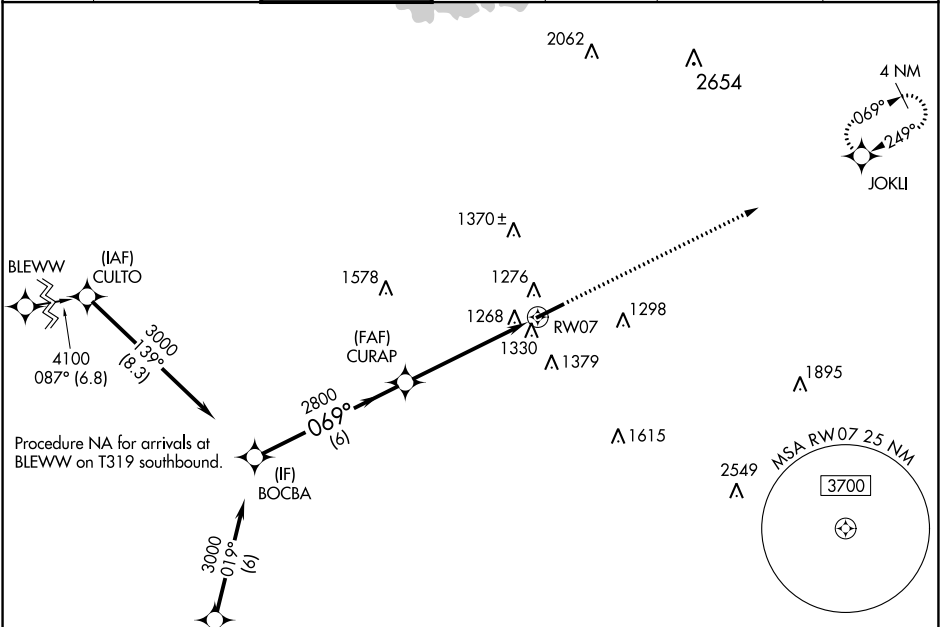 2062
2654
4 NM
069°
249°
JOKLI
1370±
BLEWW
(IAF)
CULTO
1578
1276
1268
RW07
1298
1330
(FAF)
CURAP
1379
4100
087° (6.8)
3000
139°
(8.3)
1895
2800
069°
(6)
Procedure NA for arrivals at
BLEWW on T319 southbound.
1615
(IF)
BOCBA
2549
MSA RW07 25 NM
3700
3000
019°
(6)